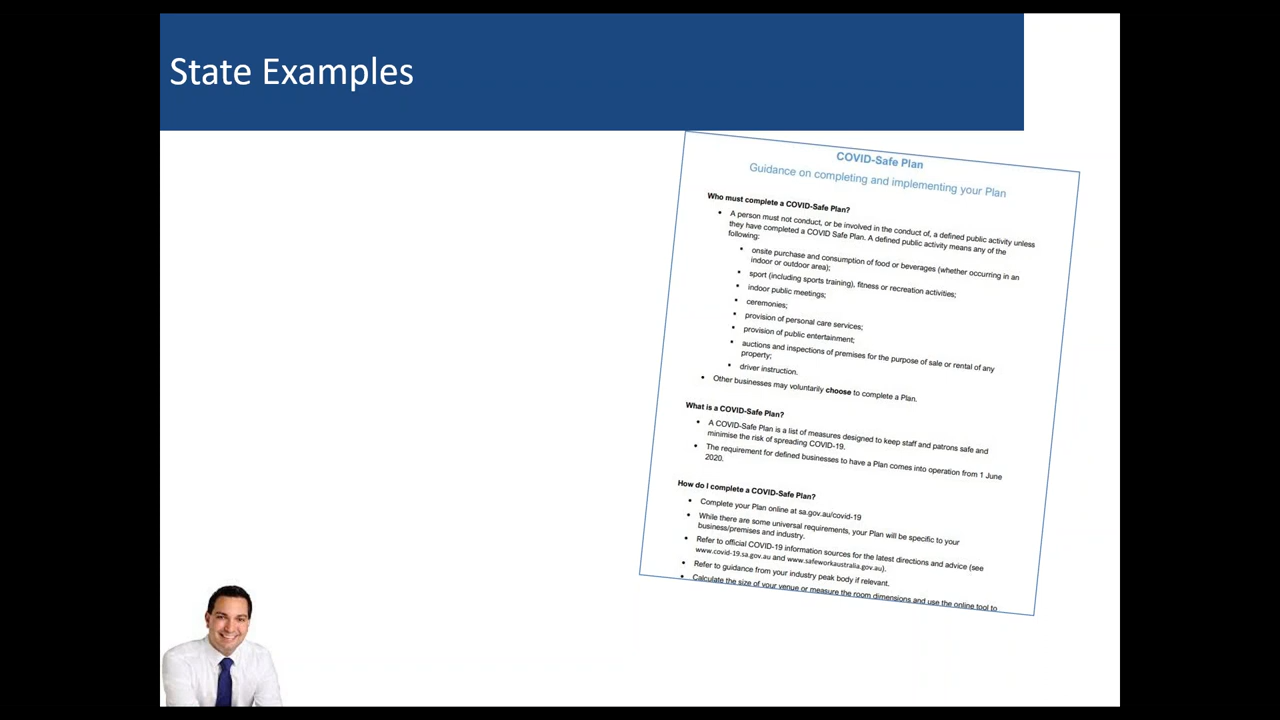 State Examples
COVID-Safe Plan
Guidance on completing and implementing your Plan
Who must complete a COVID-Safe Plan?
• A person must not conduct, or be involved in the conduct of, a defined public activity unless
they have completed a COVID Safe Plan. A defined public activity means any of the
following:
• onsite purchase and consumption of food or beverages (whether occurring in an
indoor or outdoor area);
• sport (including sports training), fitness or recreation activities;
• indoor public meetings;
• ceremonies;
• provision of personal care services;
• provision of public entertainment;
• auctions and inspections of premises for the purpose of sale or rental of any
property;
• driver instruction.
• Other businesses may voluntarily choose to complete a Plan.
What is a COVID-Safe Plan?
• A COVID-Safe Plan is a list of measures designed to keep staff and patrons safe and
minimise the risk of spreading COVID-19.
• The requirement for defined businesses to have a Plan comes into operation from 1 June
2020.
How do I complete a COVID-Safe Plan?
• Complete your Plan online at sa.gov.au/covid-19
• While there are some universal requirements, your Plan will be specific to your
business/premises and industry.
• Refer to official COVID-19 information sources for the latest directions and advice (see
www.covid-19.sa.gov.au and www.safeworkaustralia.gov.au).
• Refer to guidance from your industry peak body if relevant.
• Calculate the size of your venue or measure the room dimensions and use the online tool to